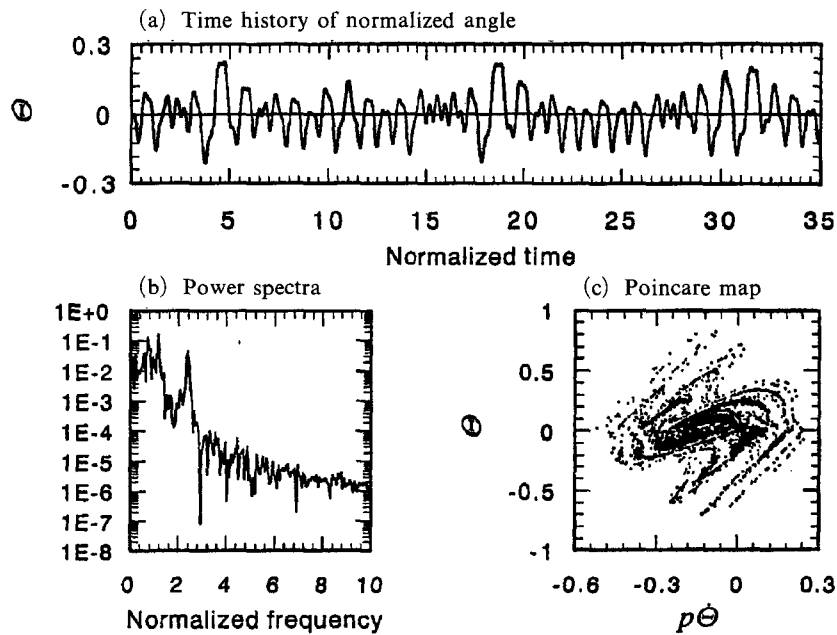 (a) Time history of normalized angle
0.3
Θ
0
-0.3
0 5 10 15 20 25 30 35
Normalized time
(b) Power spectra
1E+0
1E-1
1E-2
1E-3
1E-4
1E-5
1E-6
1E-7
1E-8
0 2 4 6 8 10
Normalized frequency
(c) Poincare map
1
0.5
Θ
0
-0.5
-1
-0.6 -0.3 0 0.3
pΘ̇